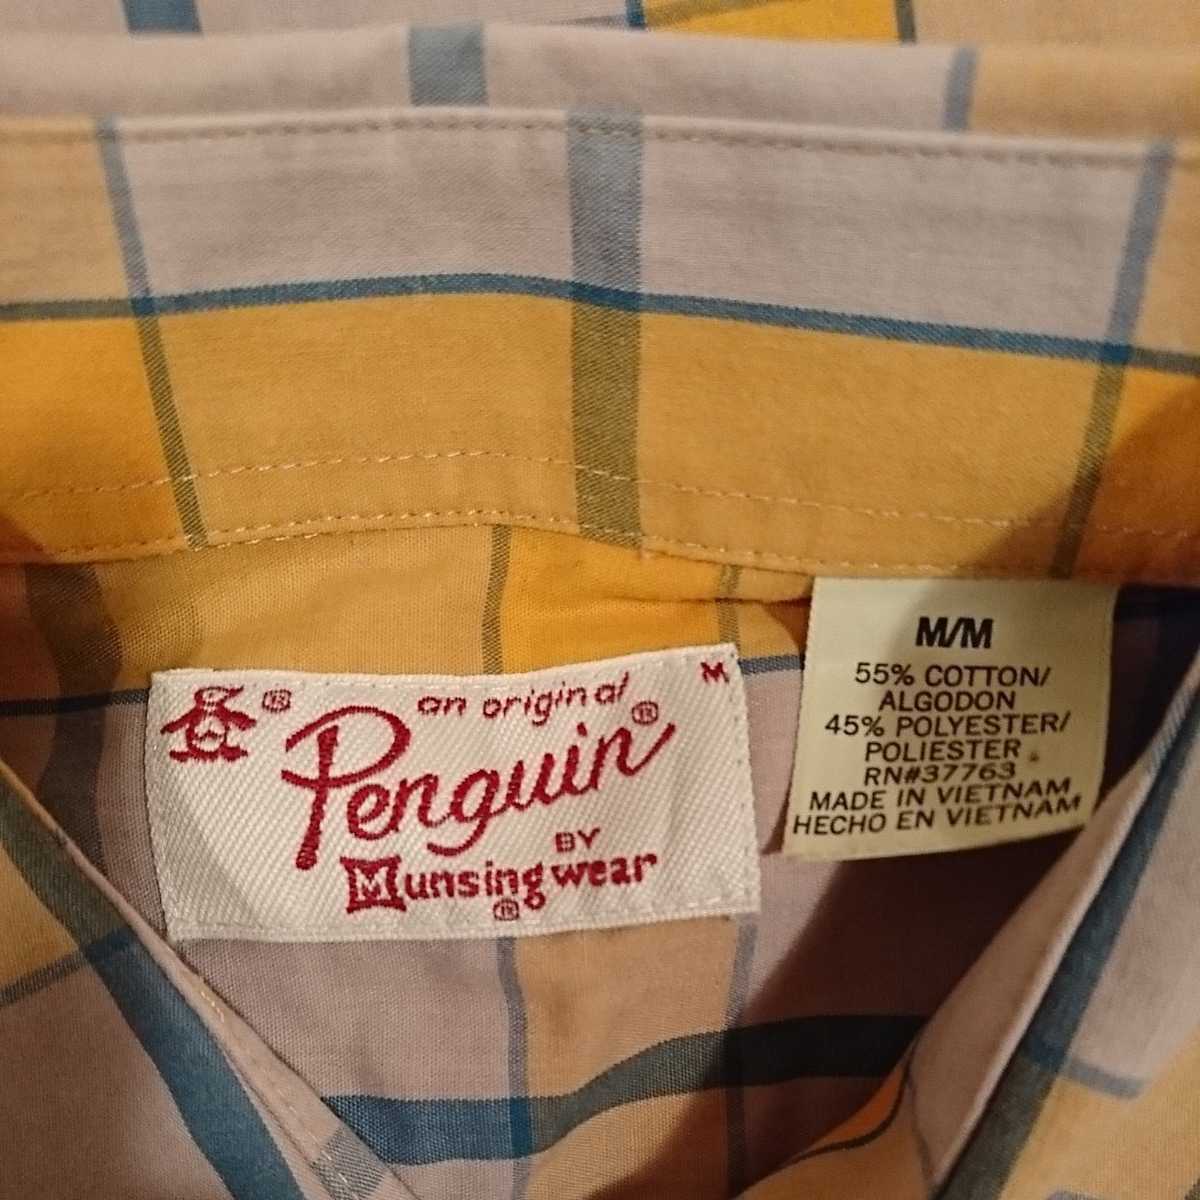 ® an original M
Penguin®
BY
Munsingwear
®
M/M
55% COTTON/
ALGODON
45% POLYESTER/
POLIESTER
RN#37763
MADE IN VIETNAM
HECHO EN VIETNAM